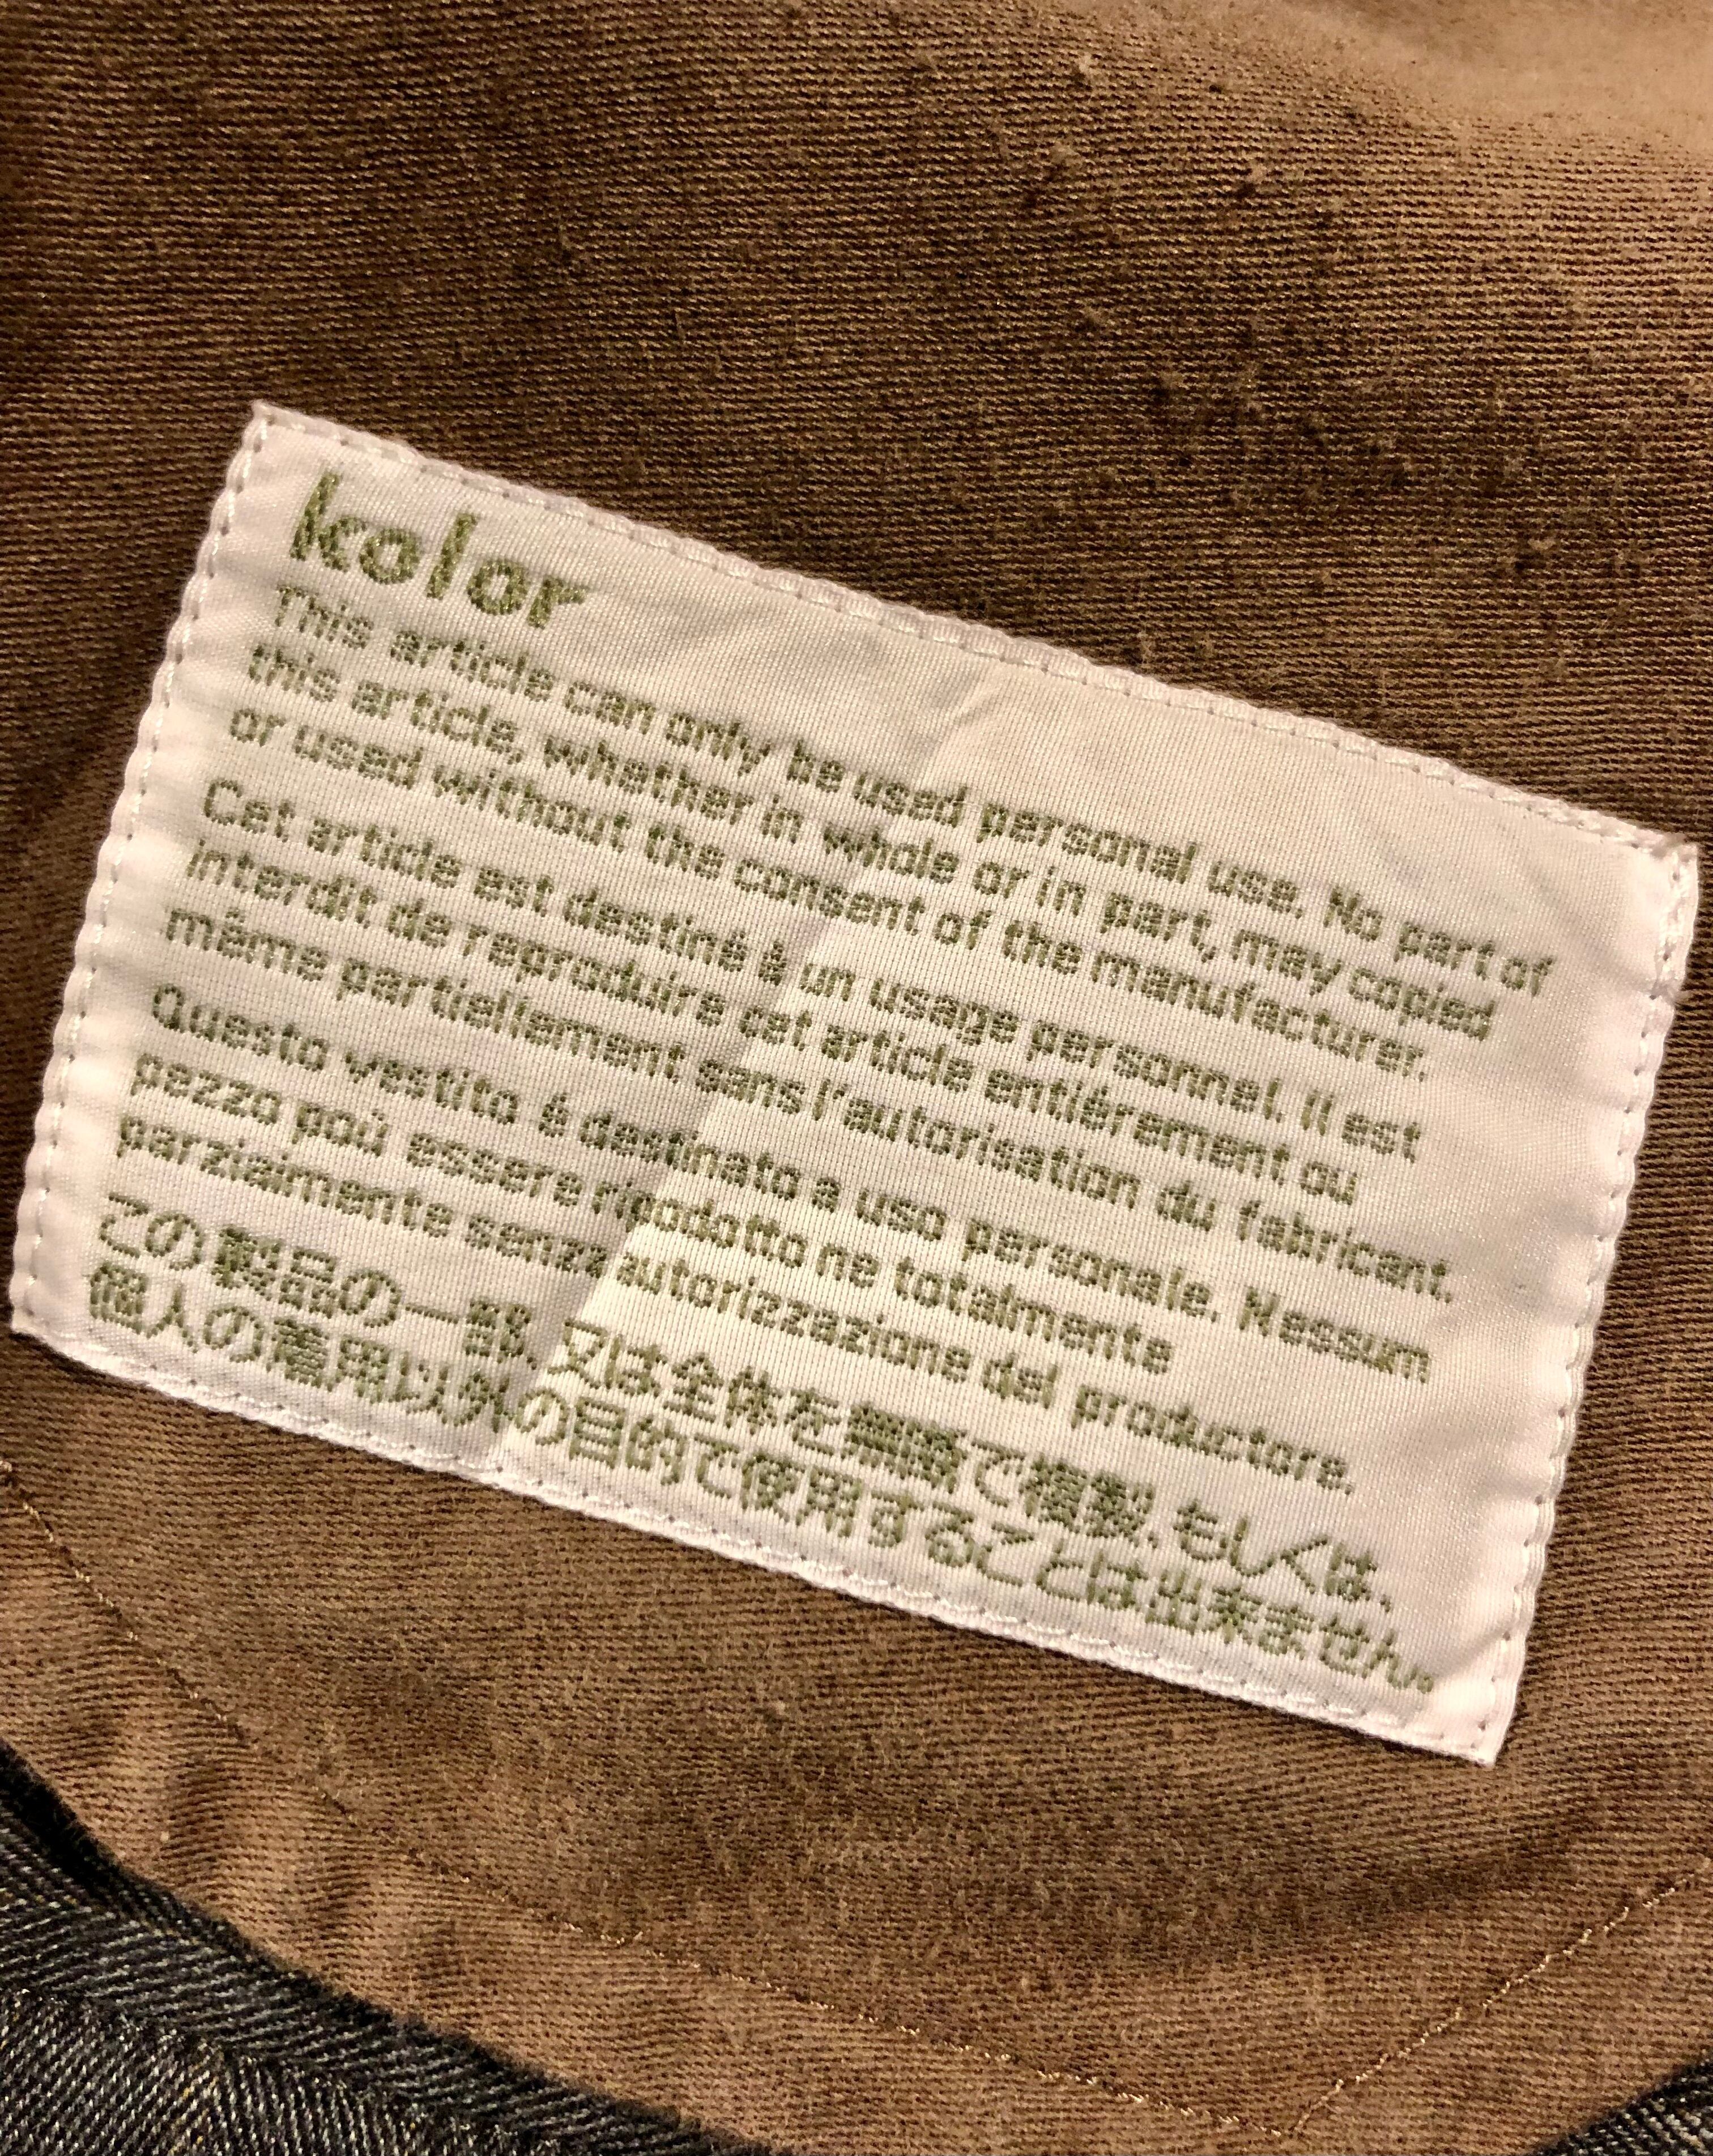 kolor
This article can only be used personal use. No part of
this article, whether in whole or in part, may copied
or used without the consent of the manufacturer.
Cet article est destiné à un usage personnel. Il est
interdit de reproduire cet article entiérement ou
même partiellement sans l'autorisation du fabricant.
Questo vestito é destinato a uso personale. Nessum
pezzo poù essere ricodotto ne totalmente
parziamente senza autorizzazione del productore.
この製品の一部、又は全体を無断で複製、もしくは、
個人の着用以外の目的で使用することは出来ません。